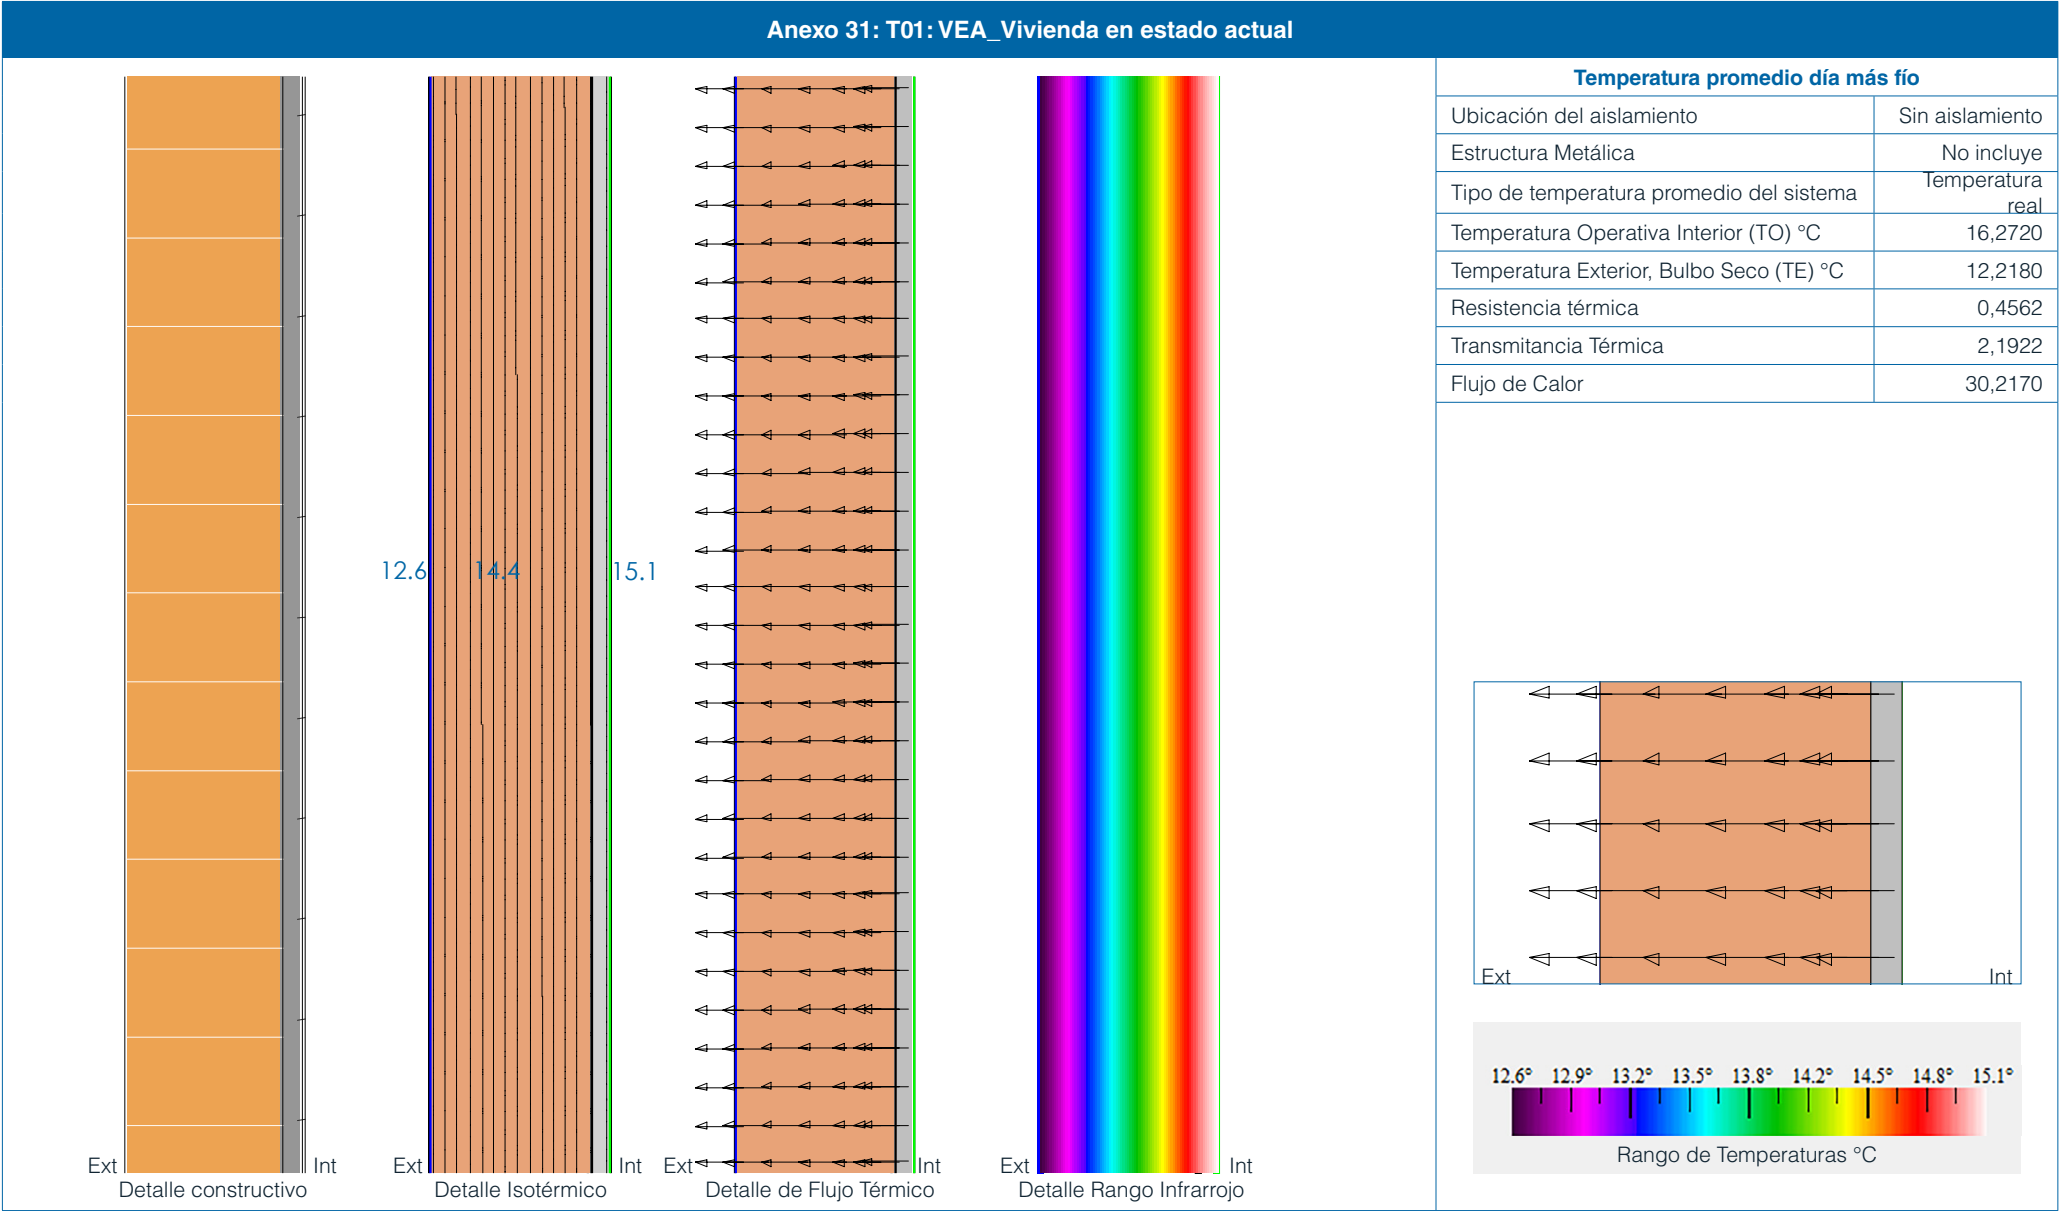 Anexo 31: T01: VEA_Vivienda en estado actual
12.6
14.4
15.1
Ext
Int
Detalle constructivo
Ext
Int
Detalle Isotérmico
Ext
Int
Detalle de Flujo Térmico
Ext
Int
Detalle Rango Infrarrojo
Temperatura promedio día más fío
Ubicación del aislamiento Sin aislamiento
Estructura Metálica No incluye
Tipo de temperatura promedio del sistema Temperatura
real
Temperatura Operativa Interior (TO) °C 16,2720
Temperatura Exterior, Bulbo Seco (TE) °C 12,2180
Resistencia térmica 0,4562
Transmitancia Térmica 2,1922
Flujo de Calor 30,2170
Ext
Int
12.6° 12.9° 13.2° 13.5° 13.8° 14.2° 14.5° 14.8° 15.1°
Rango de Temperaturas °C